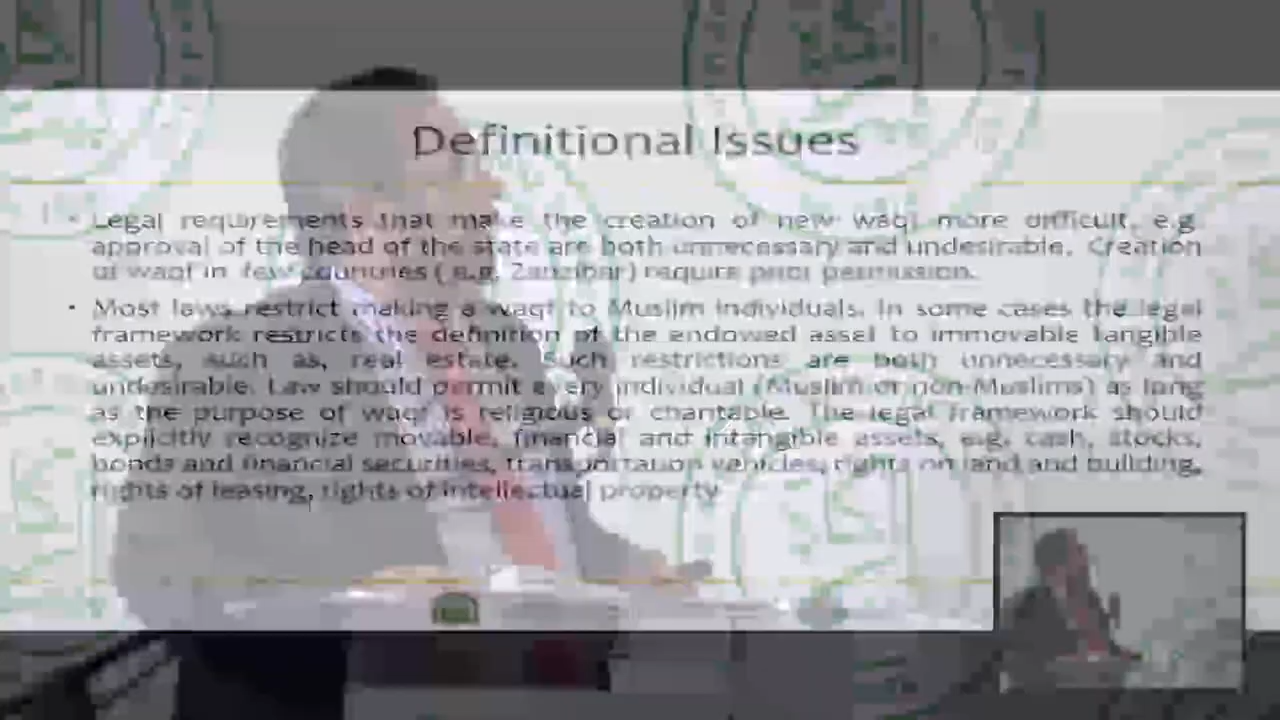 Definitional Issues
• Legal requirements that make the creation of new waqf more difficult, e.g.
approval of the head of the state are both unnecessary and undesirable. Creation
of waqf in few countries ( e.g. Zanzibar) require prior permission.
• Most laws restrict making a waqf to Muslim individuals. In some cases the legal
framework restricts the definition of the endowed asset to immovable tangible
assets, such as, real estate. Such restrictions are both unnecessary and
undesirable. Law should permit every individual (Muslim or non-Muslims) as long
as the purpose of waqf is religious or charitable. The legal framework should
explicitly recognize movable, financial and intangible assets, e.g. cash, stocks,
bonds and financial securities, transportation vehicles, rights on land and building,
rights of leasing, rights of intellectual property